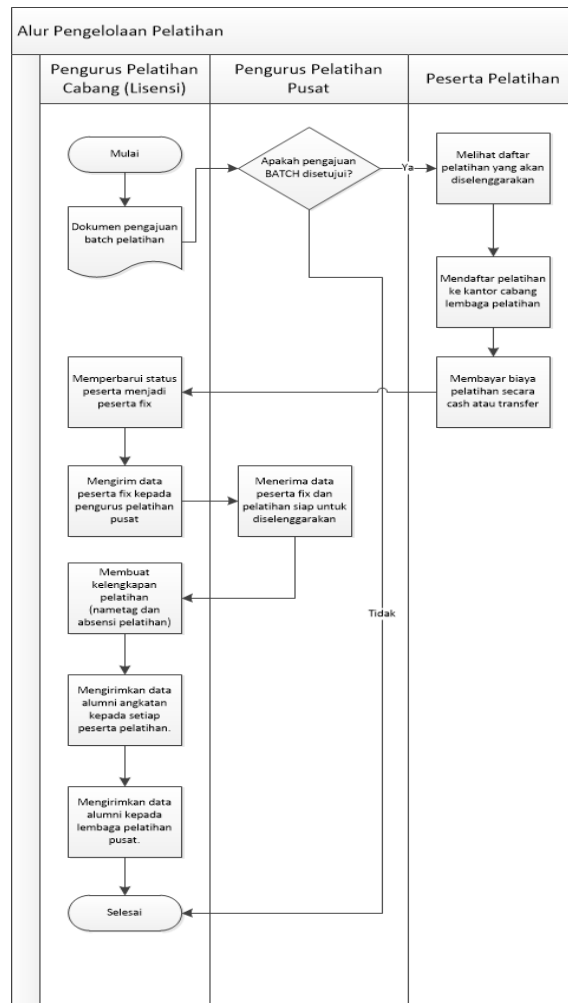 Alur Pengelolaan Pelatihan
Pengurus Pelatihan
Cabang (Lisensi)
Pengurus Pelatihan
Pusat
Peserta Pelatihan
Mulai
Apakah pengajuan
BATCH disetujui?
Ya
Melihat daftar
pelatihan yang akan
diselenggarakan
Dokumen pengajuan
batch pelatihan
Mendaftar pelatihan
ke kantor cabang
lembaga pelatihan
Memperbarui status
peserta menjadi
peserta fix
Membayar biaya
pelatihan secara
cash atau transfer
Mengirim data
peserta fix kepada
pengurus pelatihan
pusat
Menerima data
peserta fix dan
pelatihan siap untuk
diselenggarakan
Membuat
kelengkapan
pelatihan
(nametag dan
absensi pelatihan)
Tidak
Mengirimkan data
alumni angkatan
kepada setiap
peserta pelatihan.
Mengirimkan data
alumni kepada
lembaga pelatihan
pusat.
Selesai